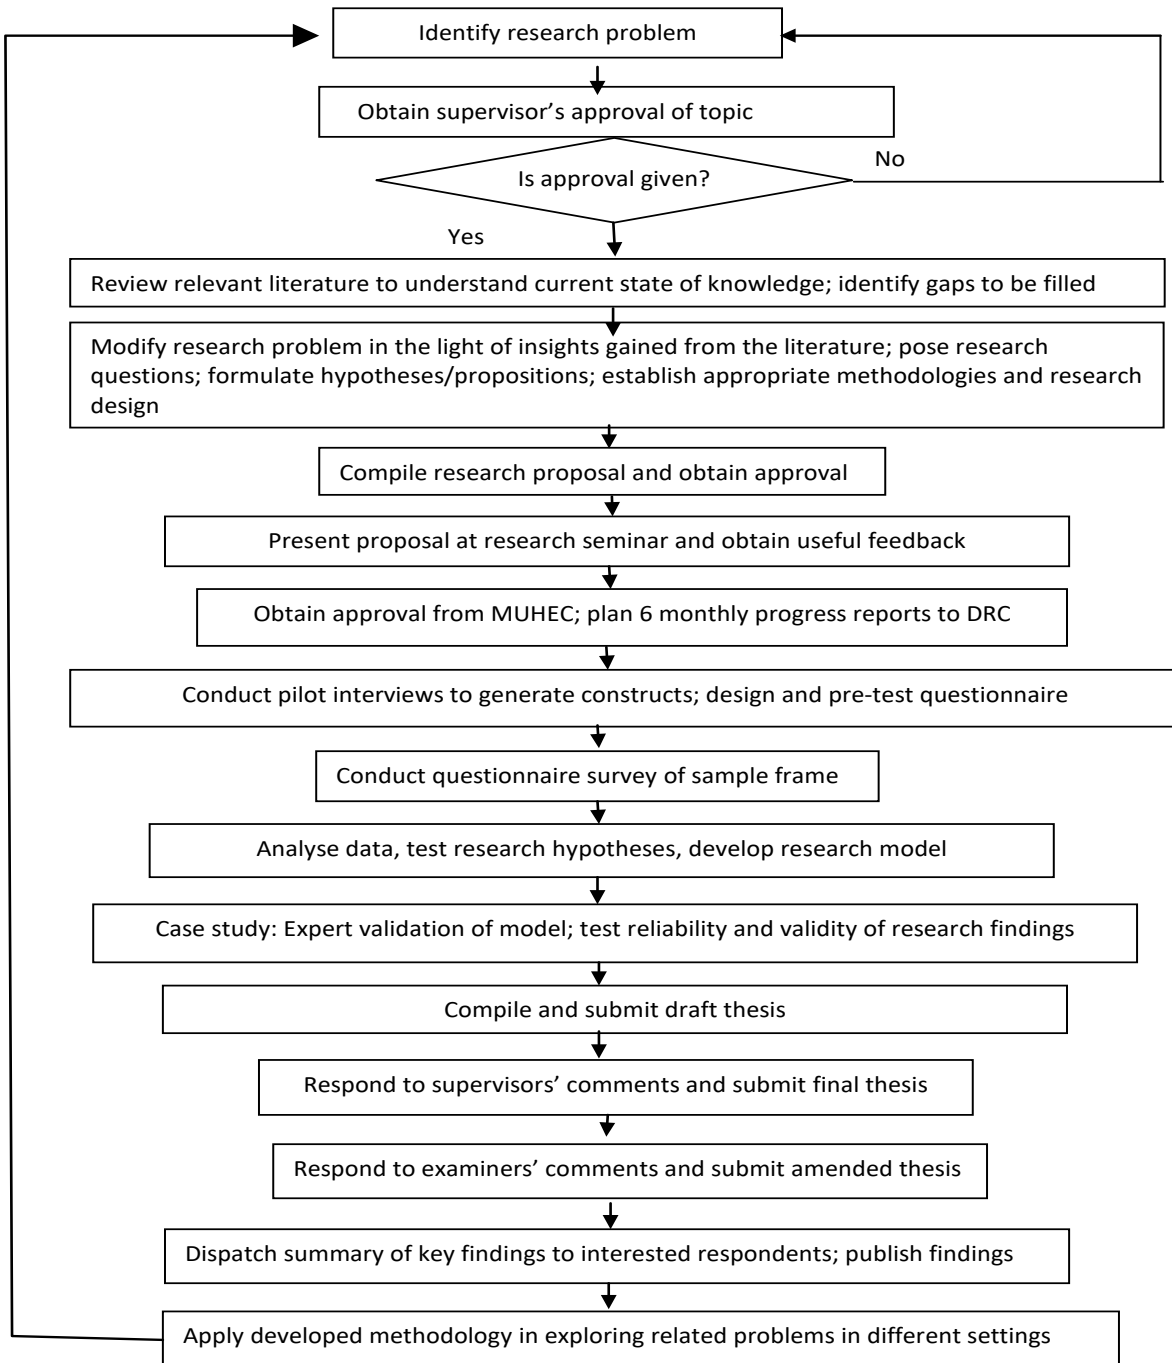 Identify research problem
Obtain supervisor’s approval of topic
No
Is approval given?
Yes
Review relevant literature to understand current state of knowledge; identify gaps to be filled
Modify research problem in the light of insights gained from the literature; pose research
questions; formulate hypotheses/propositions; establish appropriate methodologies and research
design
Compile research proposal and obtain approval
Present proposal at research seminar and obtain useful feedback
Obtain approval from MUHEC; plan 6 monthly progress reports to DRC
Conduct pilot interviews to generate constructs; design and pre-test questionnaire
Conduct questionnaire survey of sample frame
Analyse data, test research hypotheses, develop research model
Case study: Expert validation of model; test reliability and validity of research findings
Compile and submit draft thesis
Respond to supervisors’ comments and submit final thesis
Respond to examiners’ comments and submit amended thesis
Dispatch summary of key findings to interested respondents; publish findings
Apply developed methodology in exploring related problems in different settings